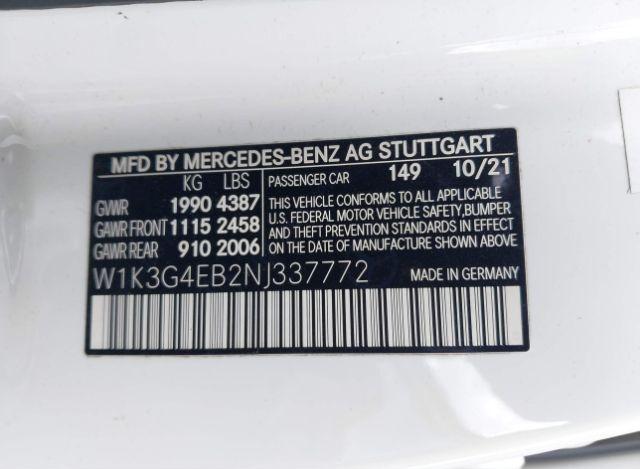 MFD BY MERCEDES-BENZ AG STUTTGART
KG LBS PASSENGER CAR 149 10/21
GVWR 1990 4387
GAWR FRONT 1115 2458
GAWR REAR 910 2006
THIS VEHICLE CONFORMS TO ALL APPLICABLE
U.S. FEDERAL MOTOR VEHICLE SAFETY,BUMPER
AND THEFT PREVENTION STANDARDS IN EFFECT
ON THE DATE OF MANUFACTURE SHOWN ABOVE.
W1K3G4EB2NJ337772 MADE IN GERMANY